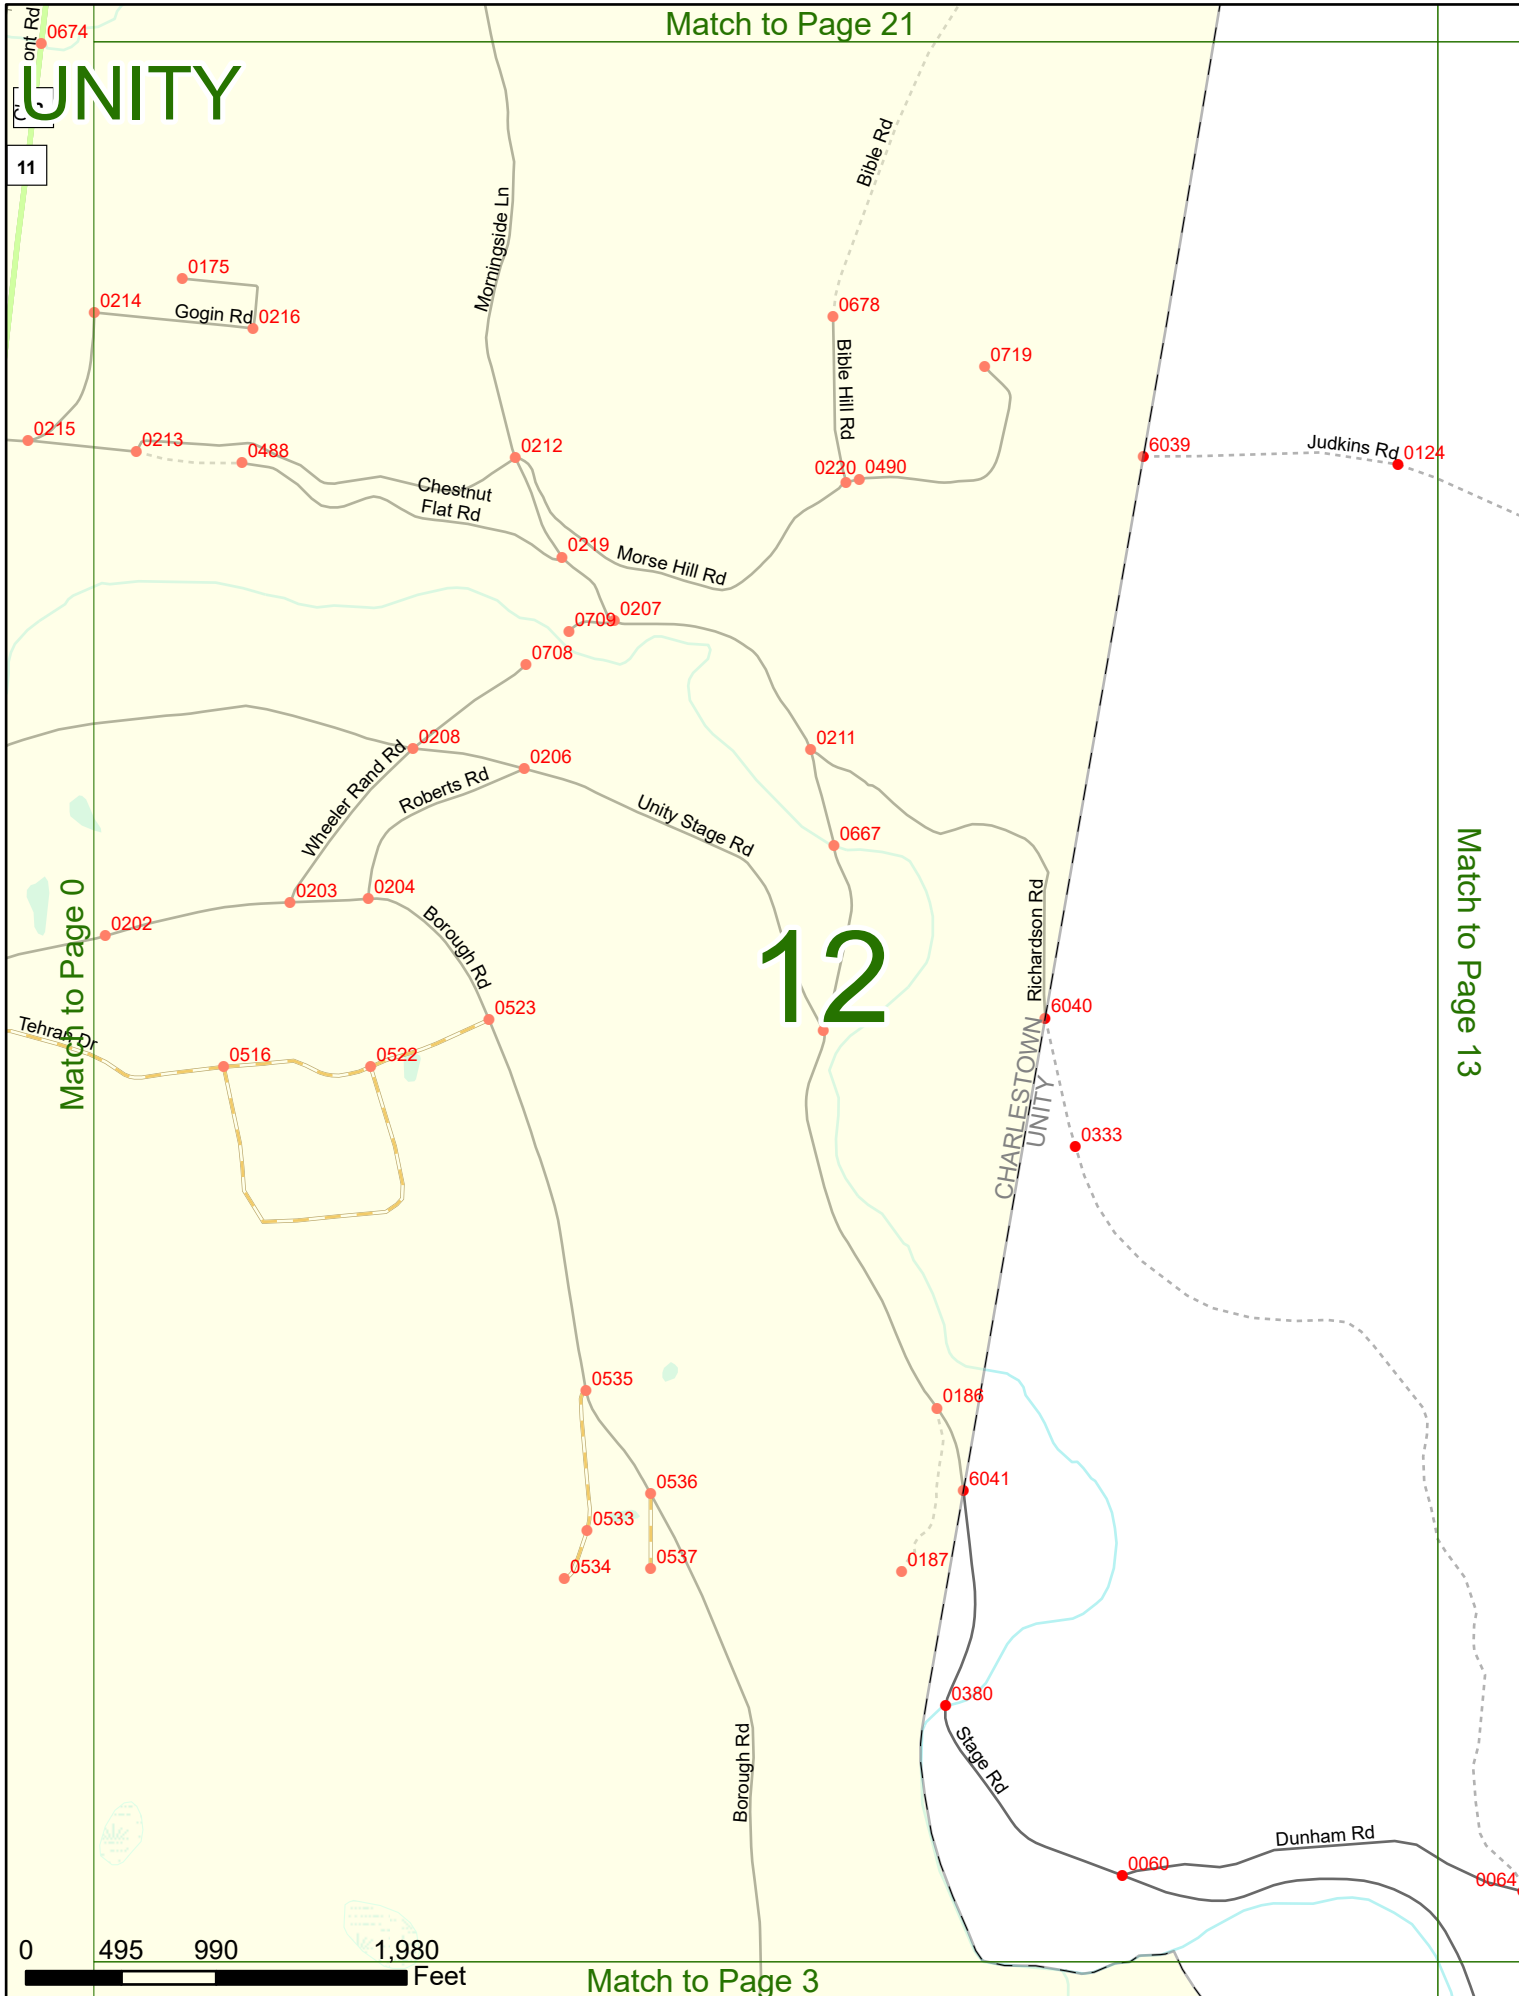 Match to Page 21
ont Rd
0674
UNITY
11
Bible Rd
Morningside Ln
0175
0214
Gogin Rd
0216
0678
Bible Hill Rd
0719
0215
0213
0488
0212
0220
0490
6039
Judkins Rd
0124
Chestnut
Flat Rd
0219
Morse Hill Rd
0207
0709
0708
0208
0206
0211
Wheeler Rand Rd
Roberts Rd
Unity Stage Rd
0667
Match to Page 0
Match to Page 13
0203
0204
0202
Borough Rd
Richardson Rd
12
0523
6040
Tehran Dr
0516
0522
CHARLESTOWN
UNITY
0333
0535
0186
0536
6041
0533
0534
0537
0187
0380
Stage Rd
Borough Rd
Dunham Rd
0060
0064
0 495 990 1,980
Feet
Match to Page 3